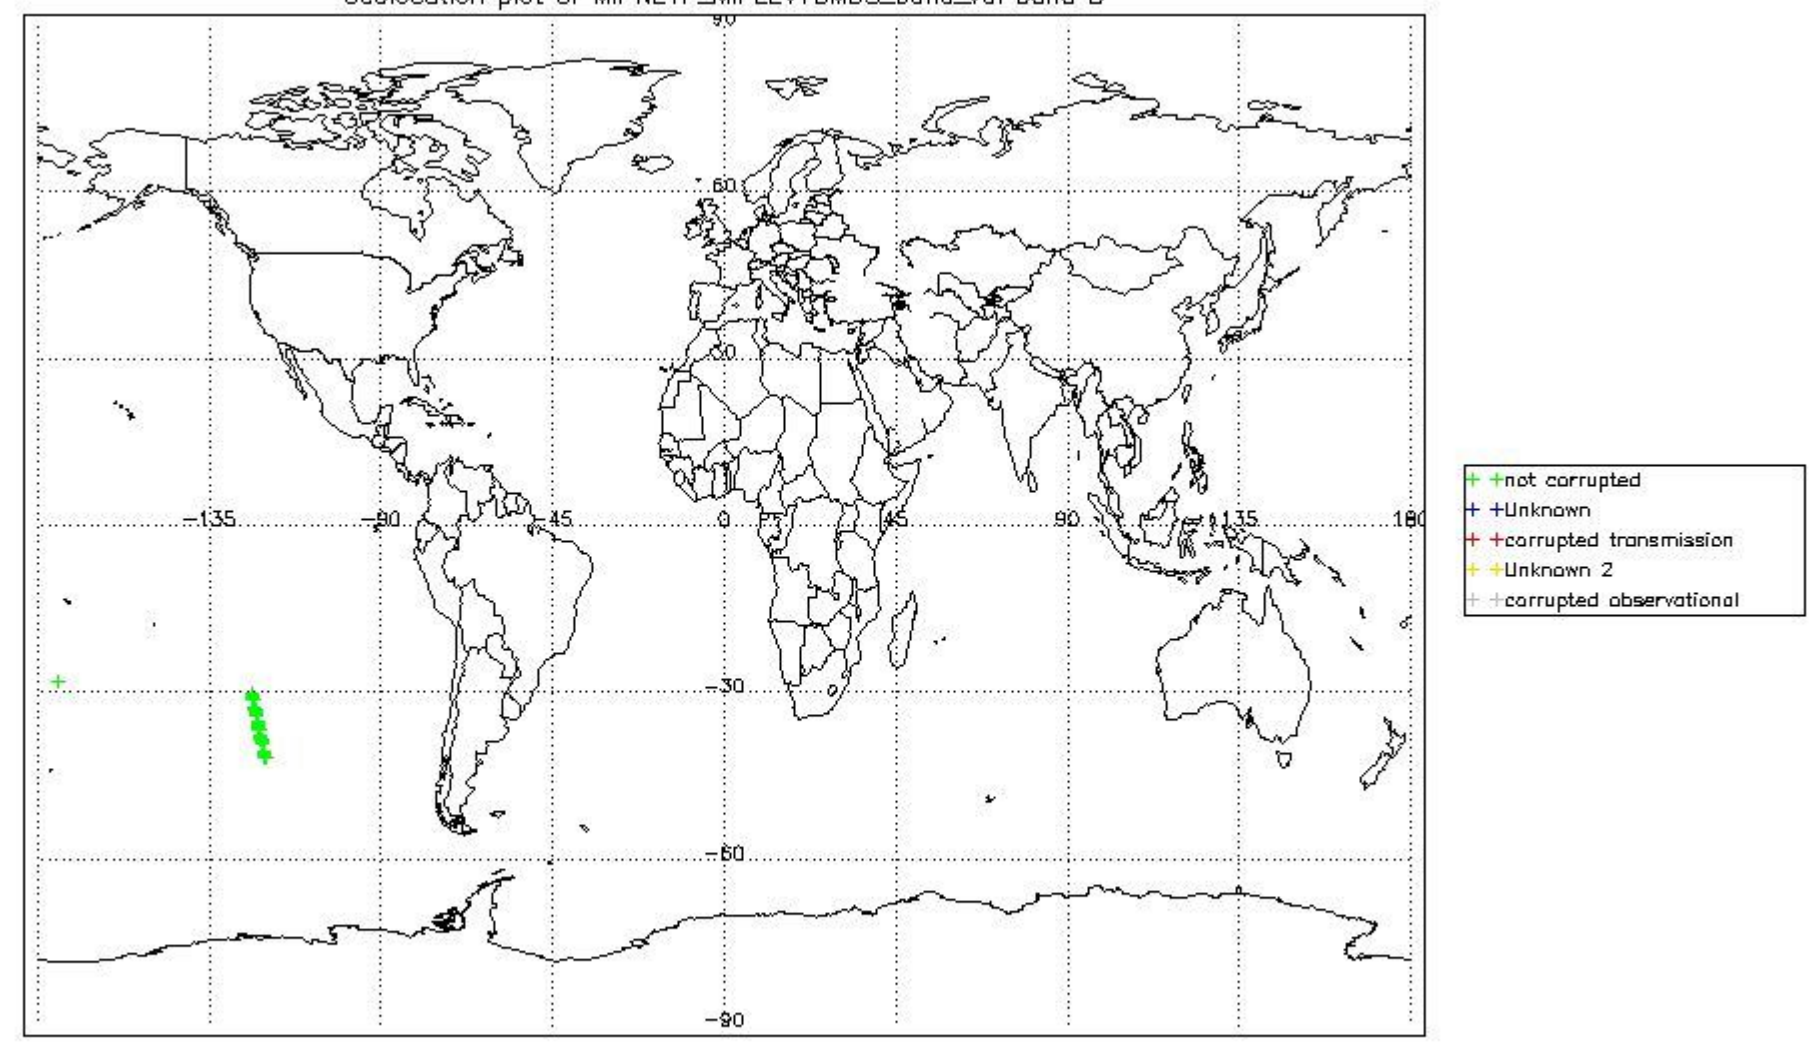 90
60
30
-135 -90 -45 0 45 90 135 180
-30
-60
-90
not corrupted
Unknown
corrupted transmission
Unknown 2
corrupted observational